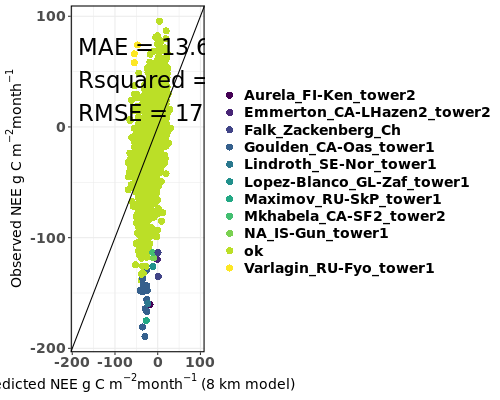 100
0
-100
-200
-200 -100 0 100
Observed NEE g C m⁻²month⁻¹
MAE = 13.6
Rsquared =
RMSE = 17
NEE g C m⁻²month⁻¹ (8 km model)
Aurela_FI-Ken_tower2
Emmerton_CA-LHazen2_tower2
Falk_Zackenberg_Ch
Goulden_CA-Oas_tower1
Lindroth_SE-Nor_tower1
Lopez-Blanco_GL-Zaf_tower1
Maximov_RU-SkP_tower1
Mkhabela_CA-SF2_tower2
NA_IS-Gun_tower1
ok
Varlagin_RU-Fyo_tower1